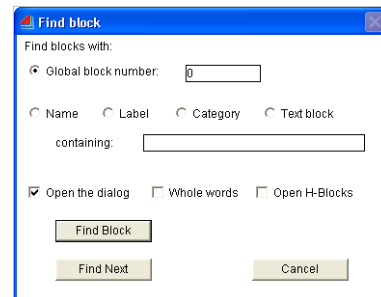 Find block
Find blocks with:
Global block number: 0
Name Label Category Text block
containing:
Open the dialog Whole words Open H-Blocks
Find Block
Find Next Cancel